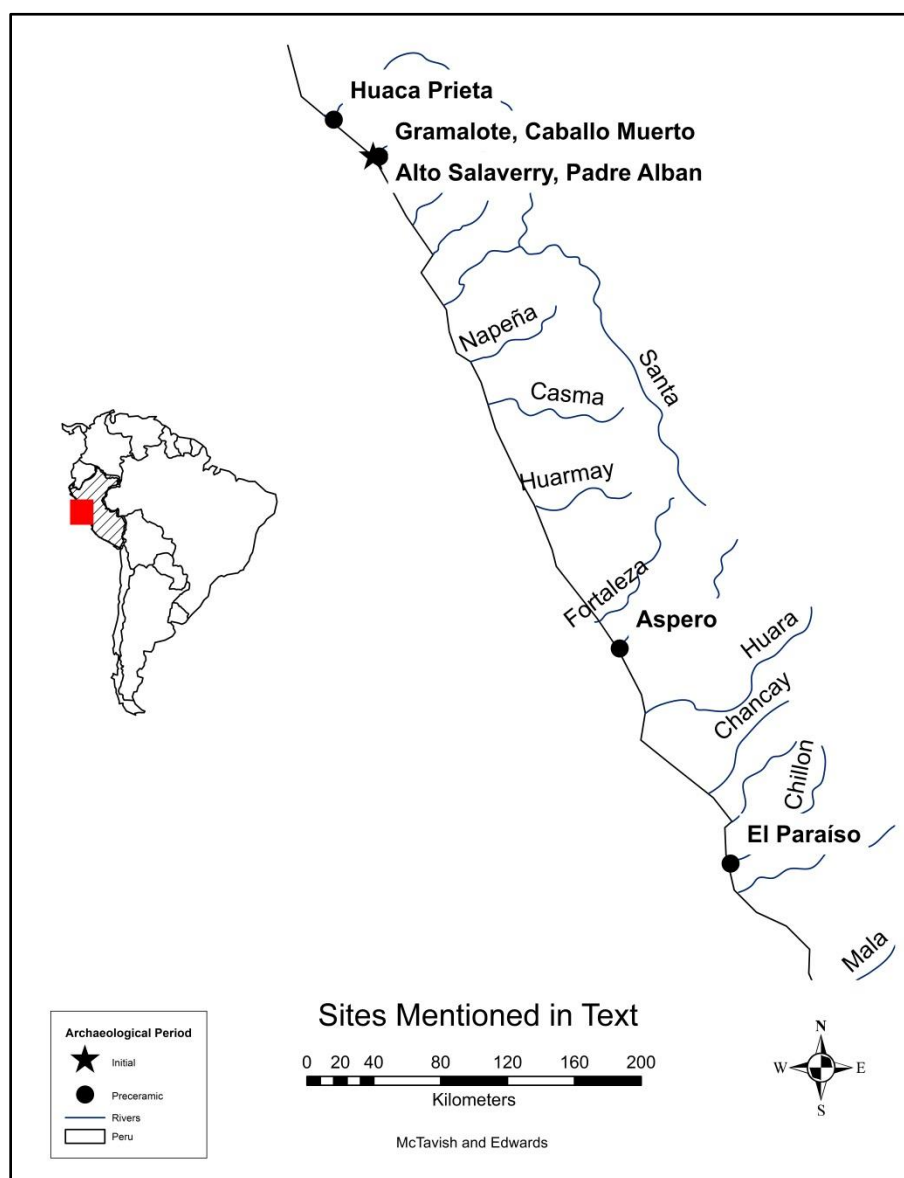 Huaca Prieta
Gramalote, Caballo Muerto
Alto Salaverry, Padre Alban
Napeña
Santa
Casma
Huarmay
Fortaleza
Aspero
Huara
Chancay
Chillon
El Paraíso
Mala
Sites Mentioned in Text
0 20 40 80 120 160 200
Kilometers
McTavish and Edwards
Archaeological Period
Initial
Preceramic
Rivers
Peru
N
W E
S